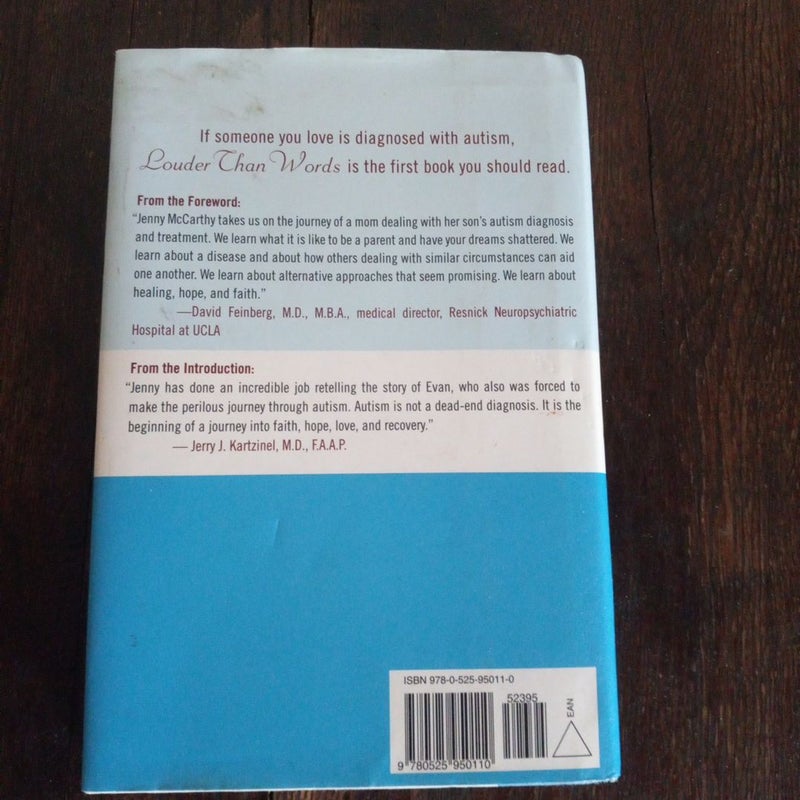 If someone you love is diagnosed with autism,
Louder Than Words is the first book you should read.
From the Foreword:
"Jenny McCarthy takes us on the journey of a mom dealing with her son's autism diagnosis
and treatment. We learn what it is like to be a parent and have your dreams shattered. We
learn about a disease and about how others dealing with similar circumstances can aid
one another. We learn about alternative approaches that seem promising. We learn about
healing, hope, and faith."
—David Feinberg, M.D., M.B.A., medical director, Resnick Neuropsychiatric
Hospital at UCLA
From the Introduction:
"Jenny has done an incredible job retelling the story of Evan, who also was forced to
make the perilous journey through autism. Autism is not a dead-end diagnosis. It is the
beginning of a journey into faith, hope, love, and recovery."
— Jerry J. Kartzinel, M.D., F.A.A.P.
ISBN 978-0-525-95011-0
52395
EAN
9 780525 950110